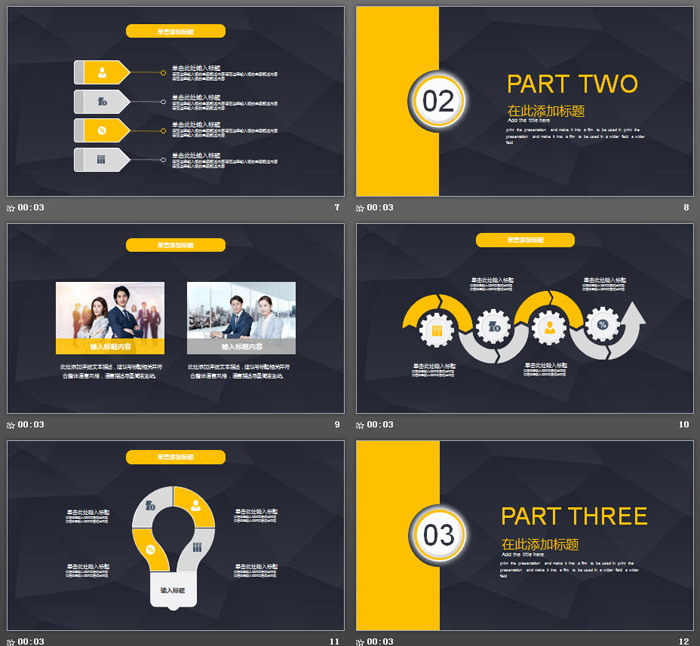 单击添加标题
单击此处输入标题
单击此处输入标题
单击此处输入标题
单击此处输入标题
00:03
7
02
PART TWO
在此添加标题
Add the title here
print the presentation and make it into a film to be used in print the
presentation and make it into a film to be used in a wider field a wider
field
00:03
8
单击添加标题
输入标题内容
输入标题内容
此处添加详细文本描述，建议与标题相关并符
合整体语言风格，语言描述尽量简洁生动。
此处添加详细文本描述，建议与标题相关并符
合整体语言风格，语言描述尽量简洁生动。
00:03
9
单击添加标题
单击此处输入标题
单击此处输入标题
单击此处输入标题
单击此处输入标题
00:03
10
单击添加标题
单击此处输入标题
单击此处输入标题
单击此处输入标题
单击此处输入标题
输入标题
00:03
11
03
PART THREE
在此添加标题
Add the title here
print the presentation and make it into a film to be used in print the
presentation and make it into a film to be used in a wider field a wider
field
00:03
12